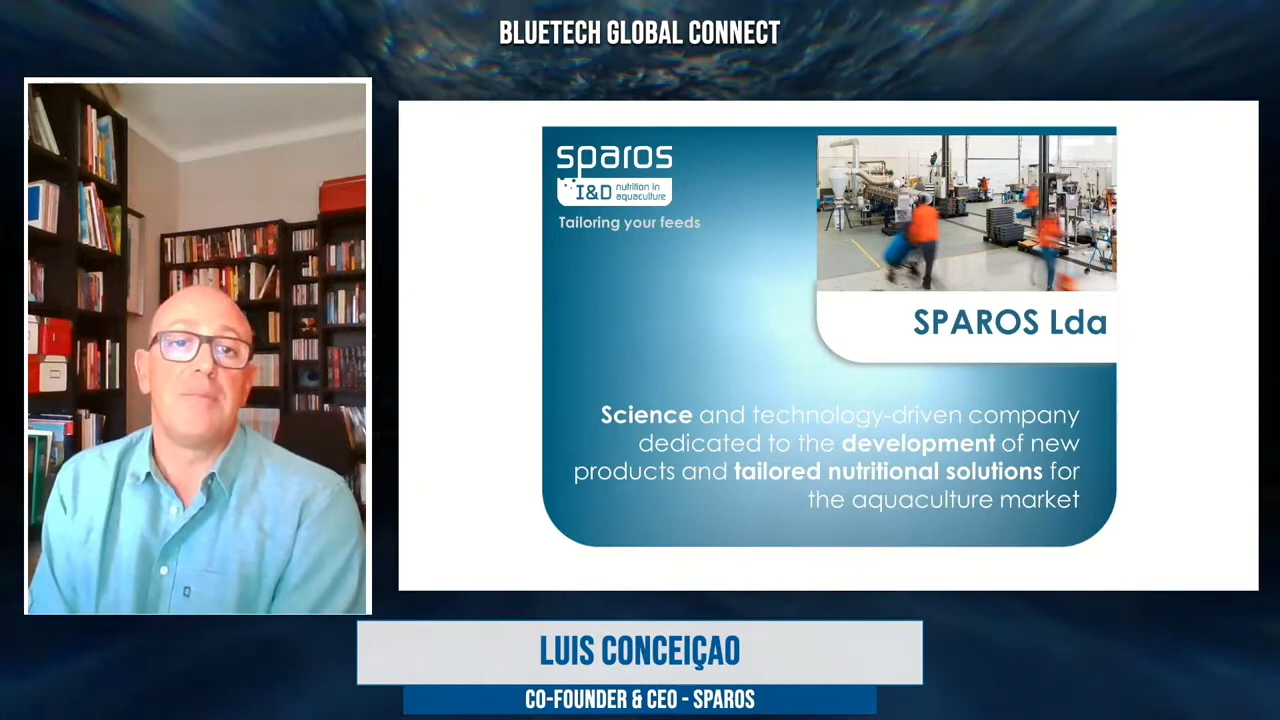 BLUETECH GLOBAL CONNECT
sparos
I&D nutrition in
aquaculture
Tailoring your feeds
SPAROS Lda
Science and technology-driven company
dedicated to the development of new
products and tailored nutritional solutions for
the aquaculture market
LUIS CONCEIÇAO
CO-FOUNDER & CEO - SPAROS